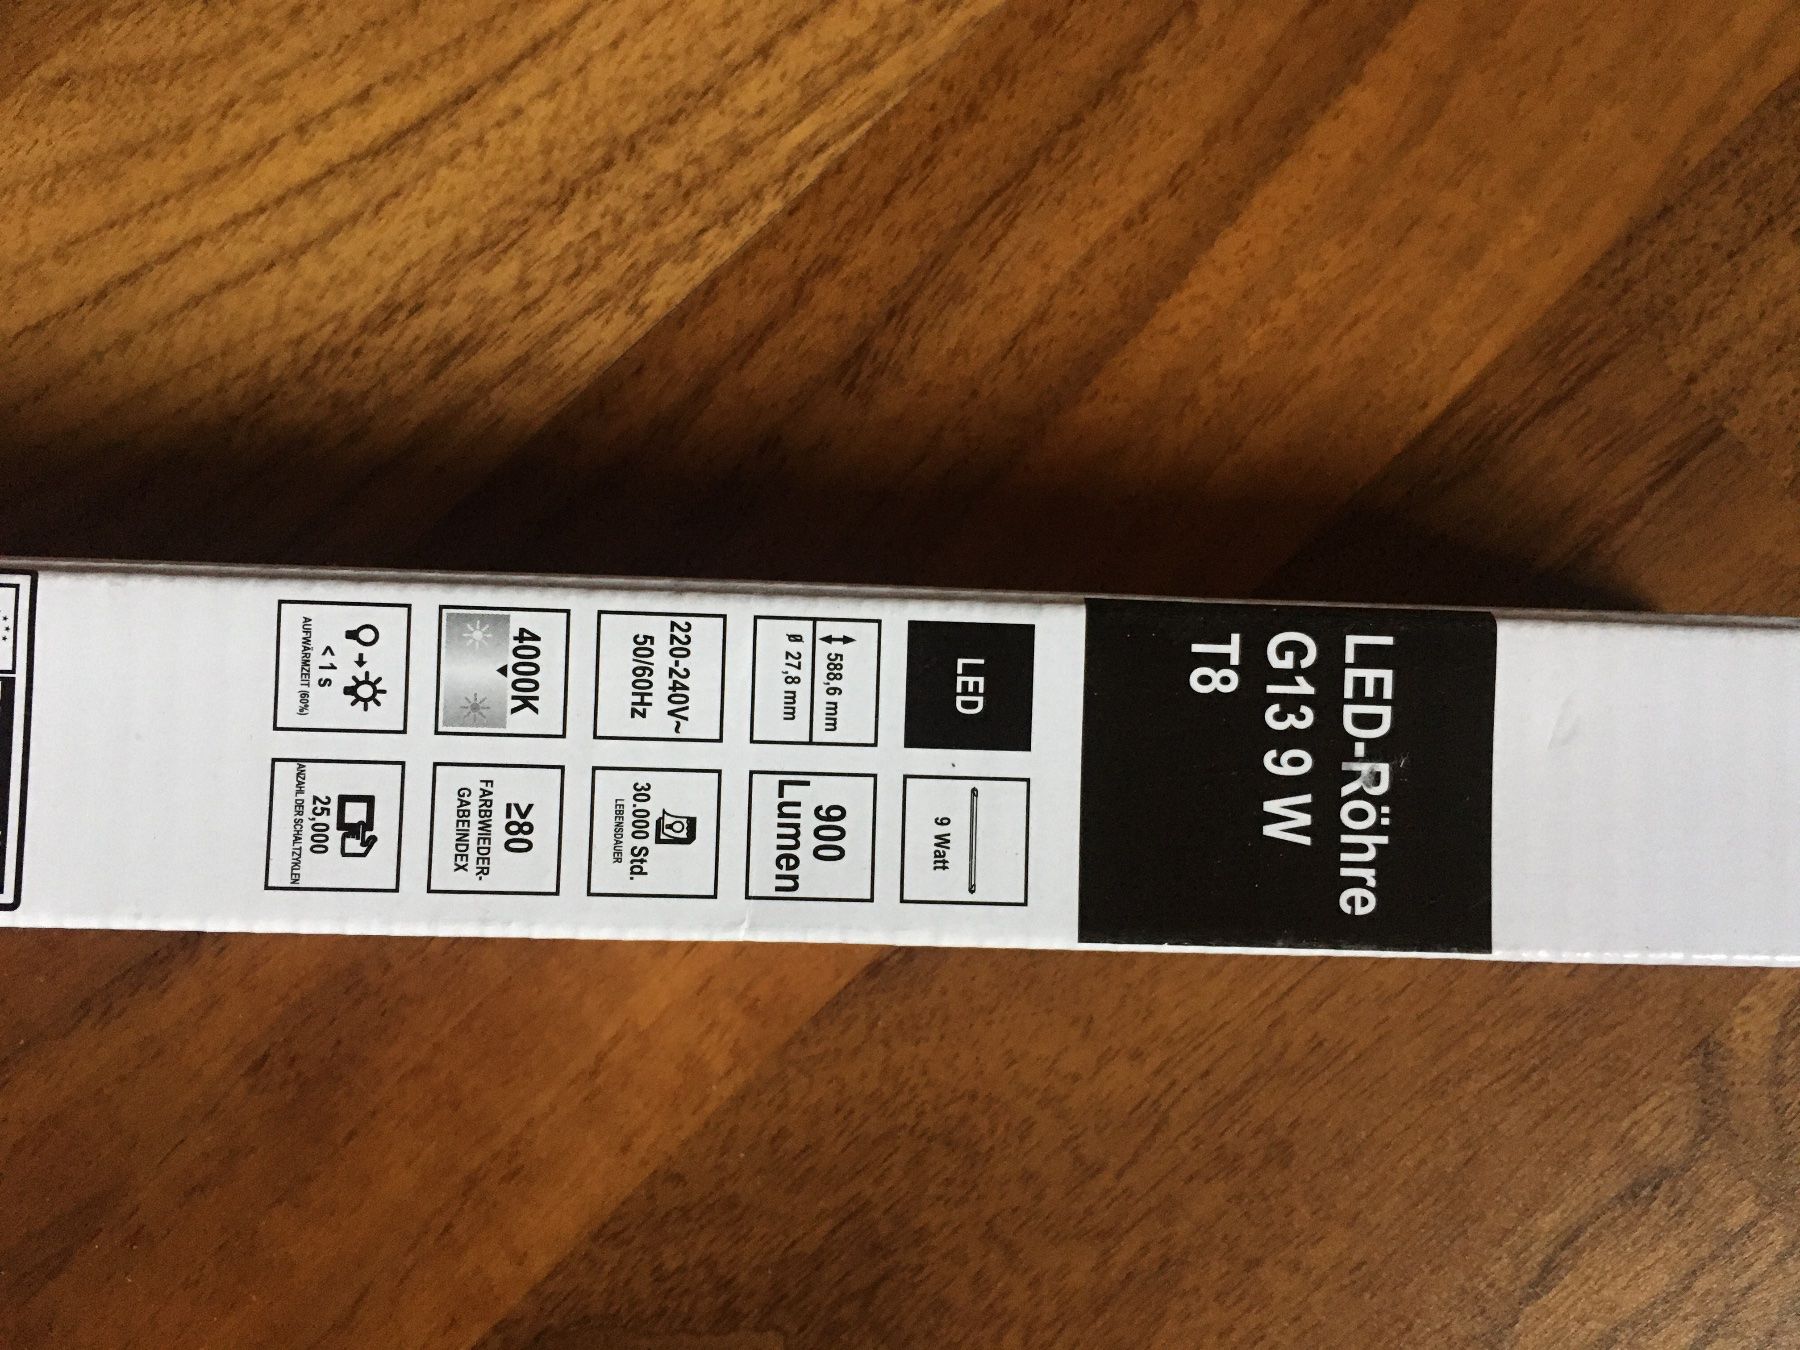 LED-Röhre
G13 9 W
T8
LED
9 Watt
588,6 mm
ø 27,8 mm
900
Lumen
220-240V~
50/60Hz
30.000 Std.
LEBENSDAUER
4000K
≥80
FARBWIEDER-
GABEINDEX
< 1 s
AUFWÄRMZEIT (60%)
25,000
ANZAHL DER SCHALTZYKLEN